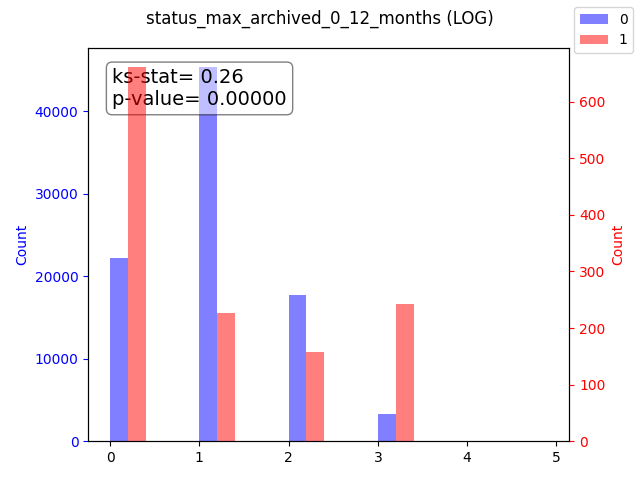 status_max_archived_0_12_months (LOG)
0
1
ks-stat= 0.26
p-value= 0.00000
Count
40000
30000
20000
10000
0
600
500
400
300
200
100
0
Count
0 1 2 3 4 5